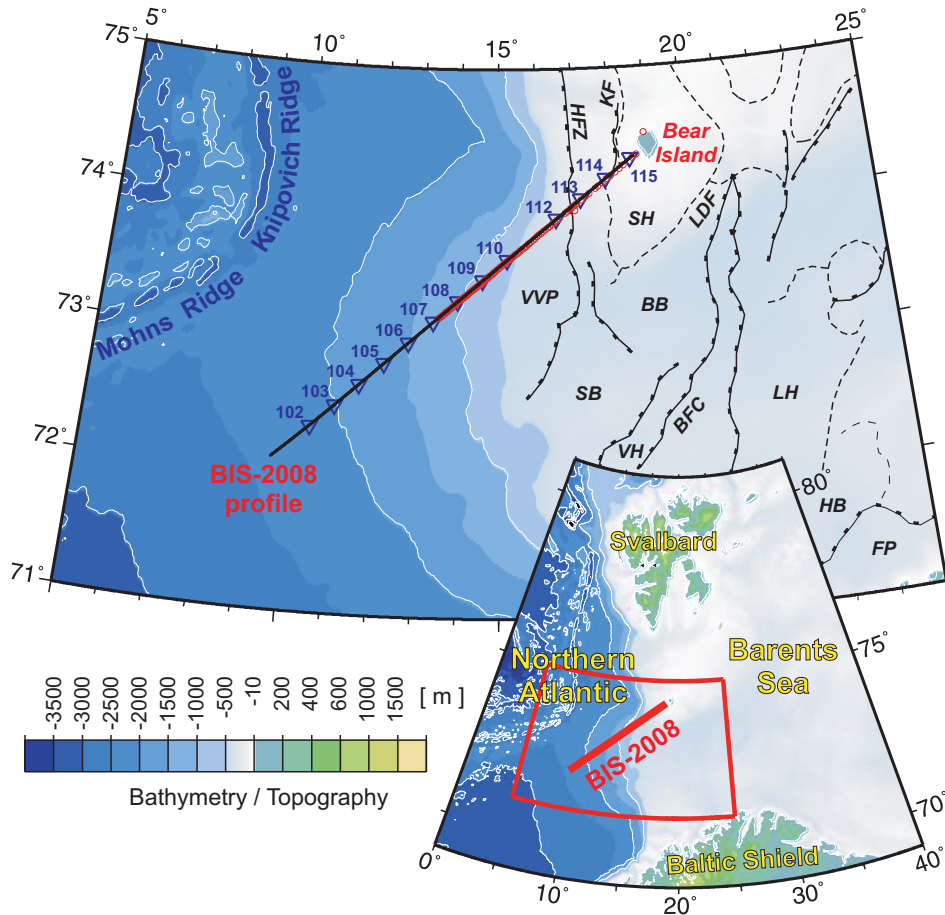 5°
10°
15°
20°
25°
75°
74°
73°
72°
71°
Knipovich Ridge
Mohns Ridge
HFZ
KF
Bear
Island
115
114
113
112
110
109
108
107
106
105
104
103
102
SH
LDF
VVP
BB
SB
BFC
LH
VH
HB
FP
BIS-2008
profile
80°
75°
70°
Svalbard
Northern
Atlantic
Barents
Sea
BIS-2008
Baltic Shield
0°
10°
20°
30°
40°
-3500
-3000
-2500
-2000
-1500
-1000
-500
-10
200
400
600
1000
1500
[ m ]
Bathymetry / Topography